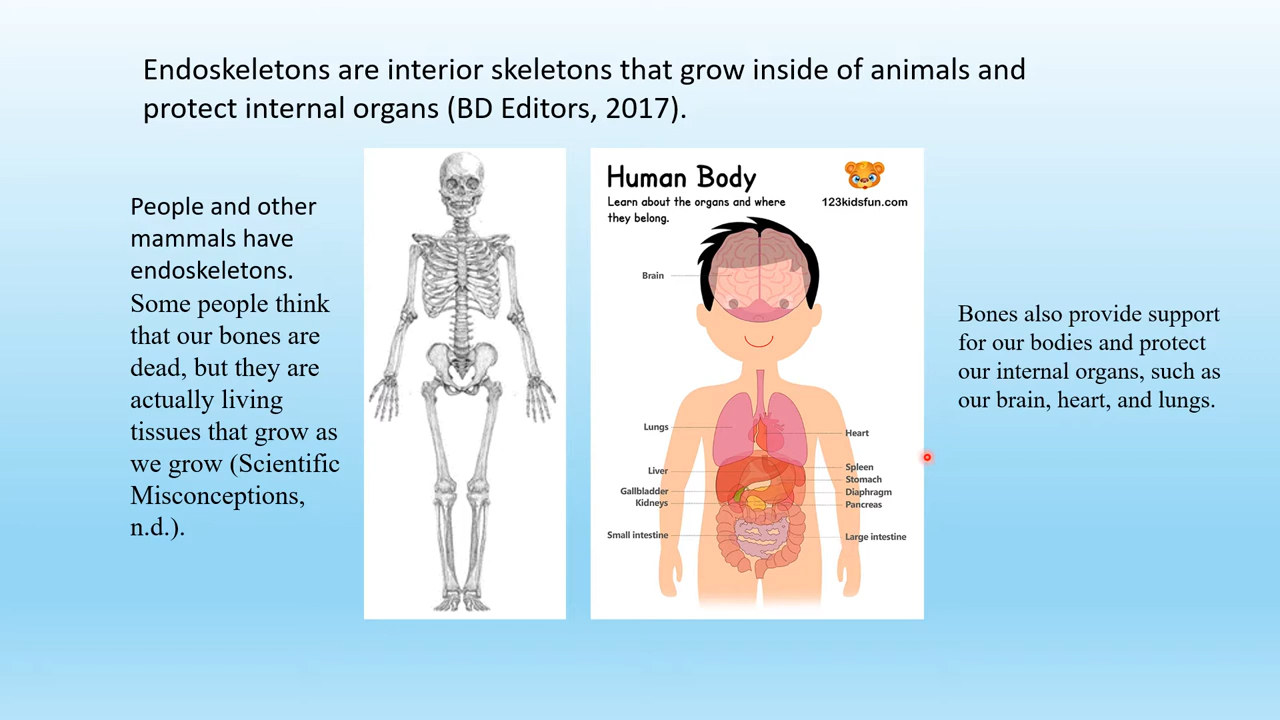 Endoskeletons are interior skeletons that grow inside of animals and
protect internal organs (BD Editors, 2017).
People and other
mammals have
endoskeletons.
Some people think
that our bones are
dead, but they are
actually living
tissues that grow as
we grow (Scientific
Misconceptions,
n.d.).
Human Body
Learn about the organs and where
they belong.
123kidsfun.com
Brain
Lungs
Heart
Liver
Spleen
Stomach
Gallbladder
Diaphragm
Kidneys
Pancreas
Small intestine
Large intestine
Bones also provide support
for our bodies and protect
our internal organs, such as
our brain, heart, and lungs.